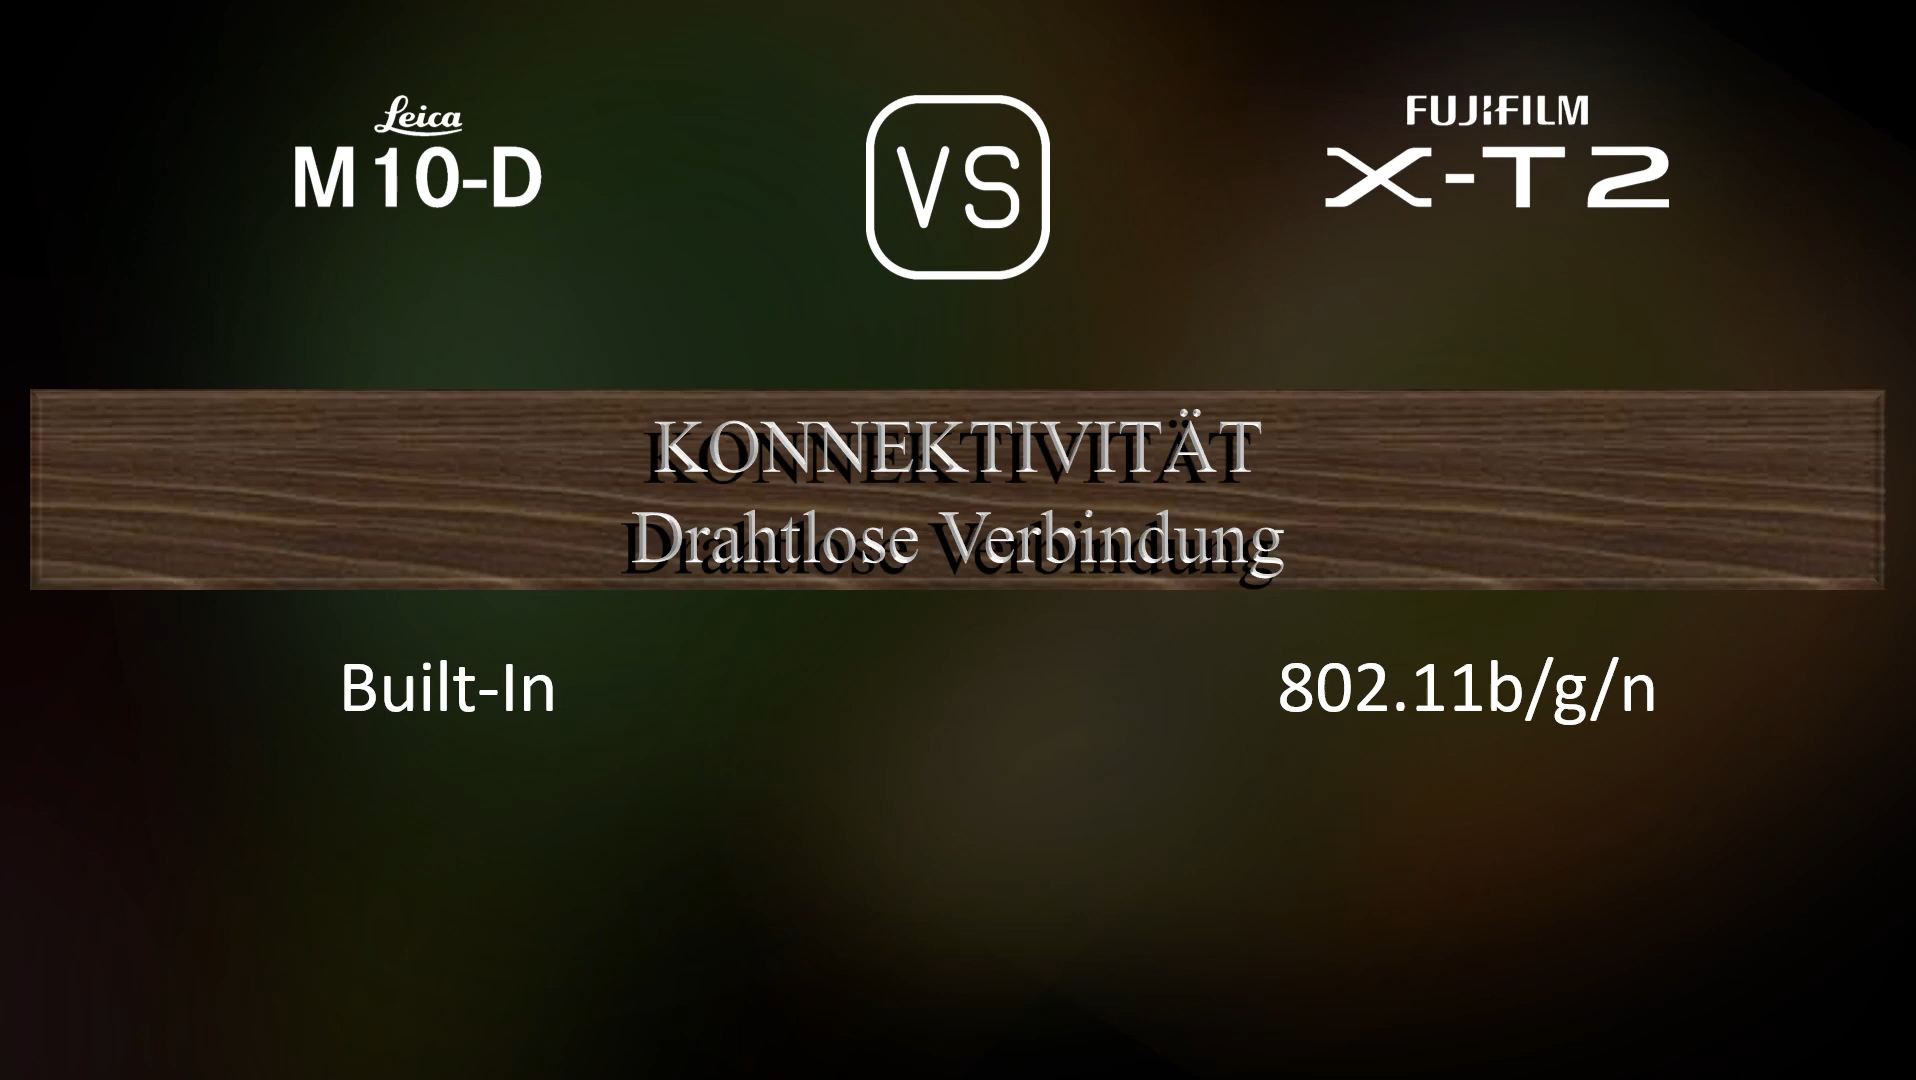 Leica
M10-D
VS
FUJIFILM
X-T2
KONNEKTIVITÄT
Drahtlose Verbindung
Built-In
802.11b/g/n